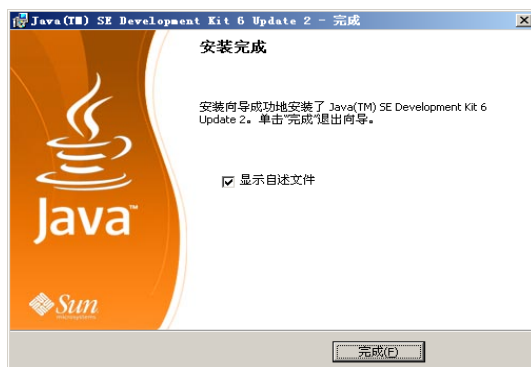 Java(TM) SE Development Kit 6 Update 2 - 完成
安装完成
安装向导成功地安装了 Java(TM) SE Development Kit 6
Update 2。单击“完成”退出向导。
显示自述文件
Java™
Sun
microsystems
完成(F)